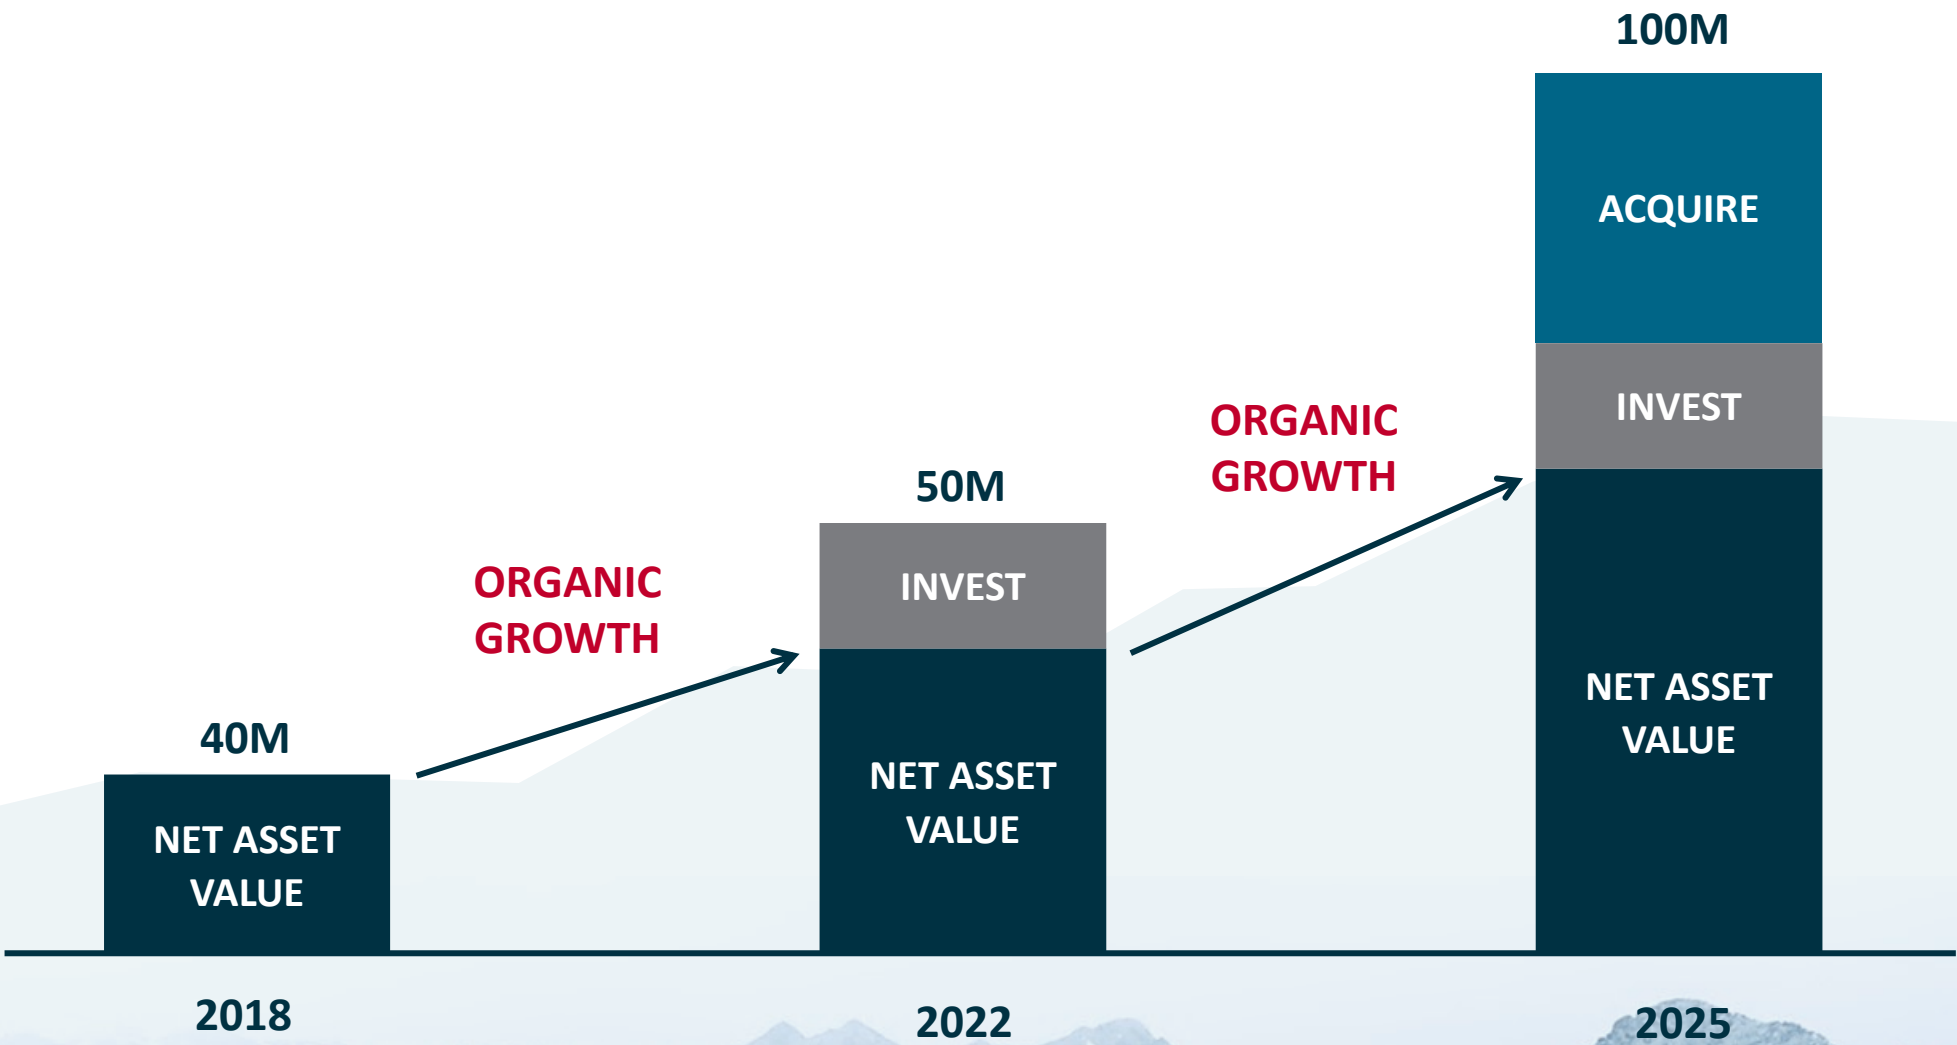 40M
NET ASSET
VALUE
2018
ORGANIC
GROWTH
50M
INVEST
NET ASSET
VALUE
2022
ORGANIC
GROWTH
100M
ACQUIRE
INVEST
NET ASSET
VALUE
2025